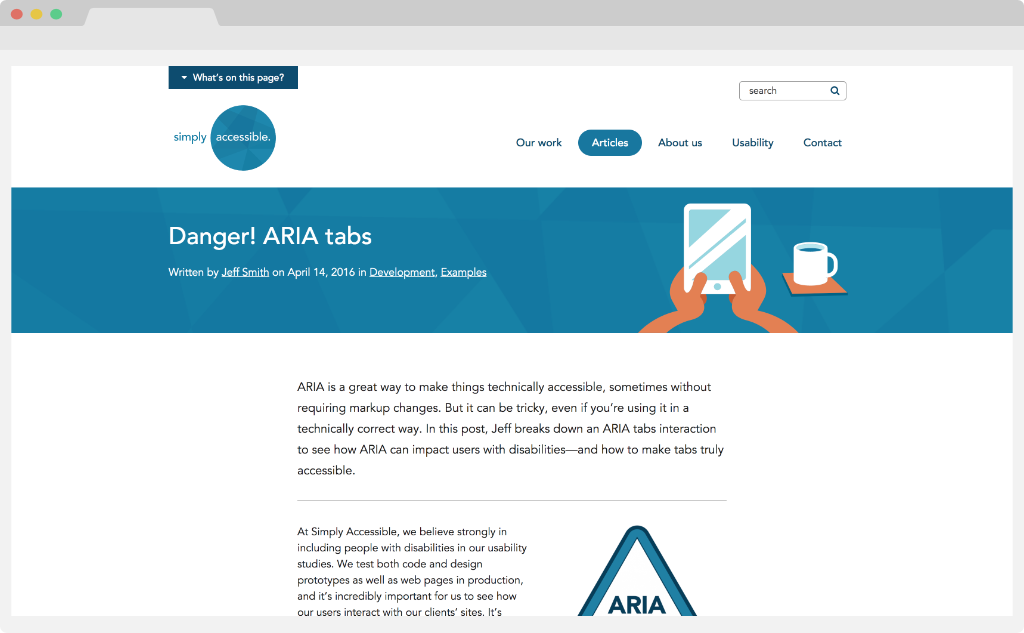 What's on this page?
search
simply accessible.
Our work Articles About us Usability Contact
Danger! ARIA tabs
Written by Jeff Smith on April 14, 2016 in Development, Examples
ARIA is a great way to make things technically accessible, sometimes without
requiring markup changes. But it can be tricky, even if you’re using it in a
technically correct way. In this post, Jeff breaks down an ARIA tabs interaction
to see how ARIA can impact users with disabilities—and how to make tabs truly
accessible.
At Simply Accessible, we believe strongly in
including people with disabilities in our usability
studies. We test both code and design
prototypes as well as web pages in production,
and it’s incredibly important for us to see how
our users interact with our clients’ sites. It’s
ARIA